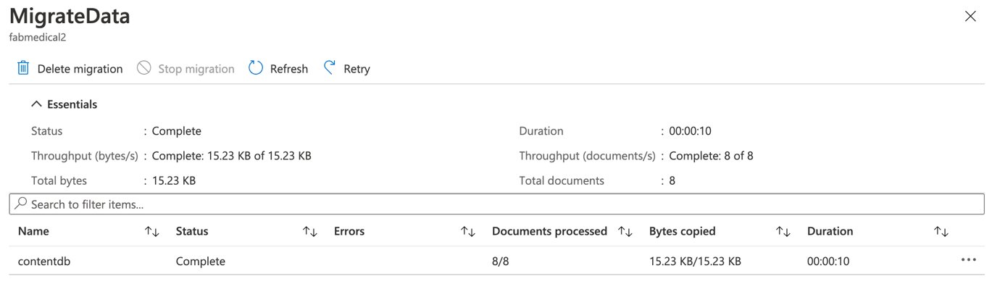 MigrateData
fabmedical2
Delete migration Stop migration Refresh Retry
Essentials
Status : Complete Duration : 00:00:10
Throughput (bytes/s) : Complete: 15.23 KB of 15.23 KB Throughput (documents/s) : Complete: 8 of 8
Total bytes : 15.23 KB Total documents : 8
Search to filter items...
Name Status Errors Documents processed Bytes copied Duration
contentdb Complete 8/8 15.23 KB/15.23 KB 00:00:10